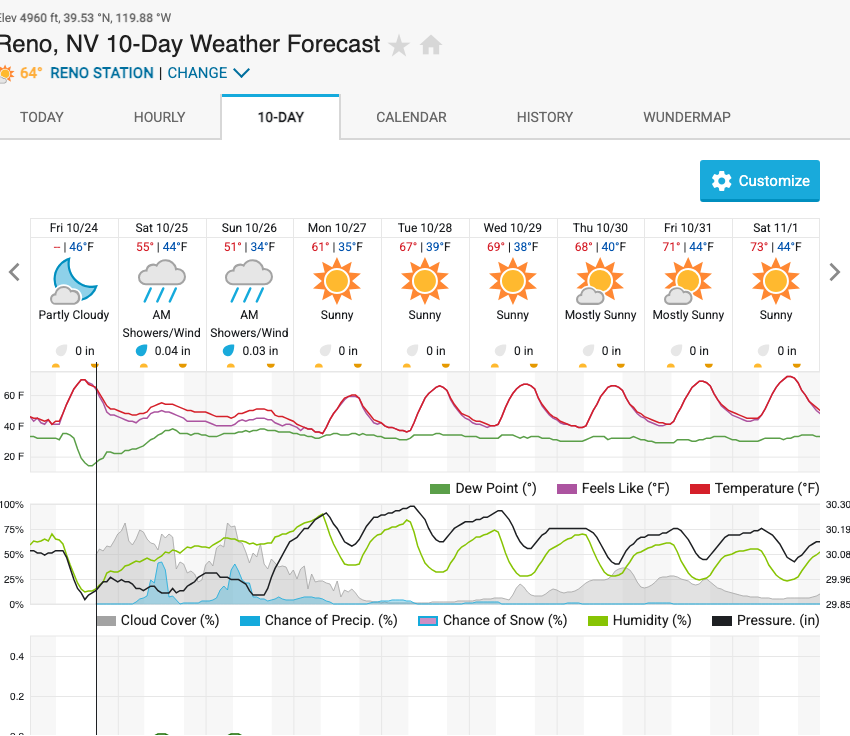 Elev 4960 ft, 39.53 °N, 119.88 °W
Reno, NV 10-Day Weather Forecast
64° RENO STATION | CHANGE
TODAY HOURLY 10-DAY CALENDAR HISTORY WUNDERMAP
Customize
Fri 10/24 Sat 10/25 Sun 10/26 Mon 10/27 Tue 10/28 Wed 10/29 Thu 10/30 Fri 10/31 Sat 11/1
-- | 46°F 55° | 44°F 51° | 34°F 61° | 35°F 67° | 39°F 69° | 38°F 68° | 40°F 71° | 44°F 73° | 44°F
Partly Cloudy AM AM Sunny Sunny Sunny Mostly Sunny Mostly Sunny Sunny
Showers/Wind Showers/Wind
0 in 0.04 in 0.03 in 0 in 0 in 0 in 0 in 0 in 0 in
60 F
40 F
20 F
Dew Point (°) Feels Like (°F) Temperature (°F)
100% 30.30
75% 30.19
50% 30.08
25% 29.96
0% 29.85
Cloud Cover (%) Chance of Precip. (%) Chance of Snow (%) Humidity (%) Pressure. (in)
0.4
0.2